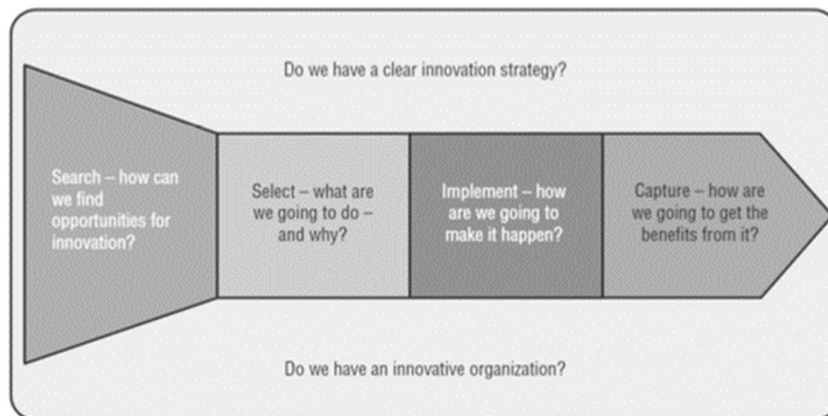 Do we have a clear innovation strategy?
Search – how can
we find
opportunities for
innovation?
Select – what are
we going to do –
and why?
Implement – how
are we going to
make it happen?
Capture – how are
we going to get the
benefits from it?
Do we have an innovative organization?